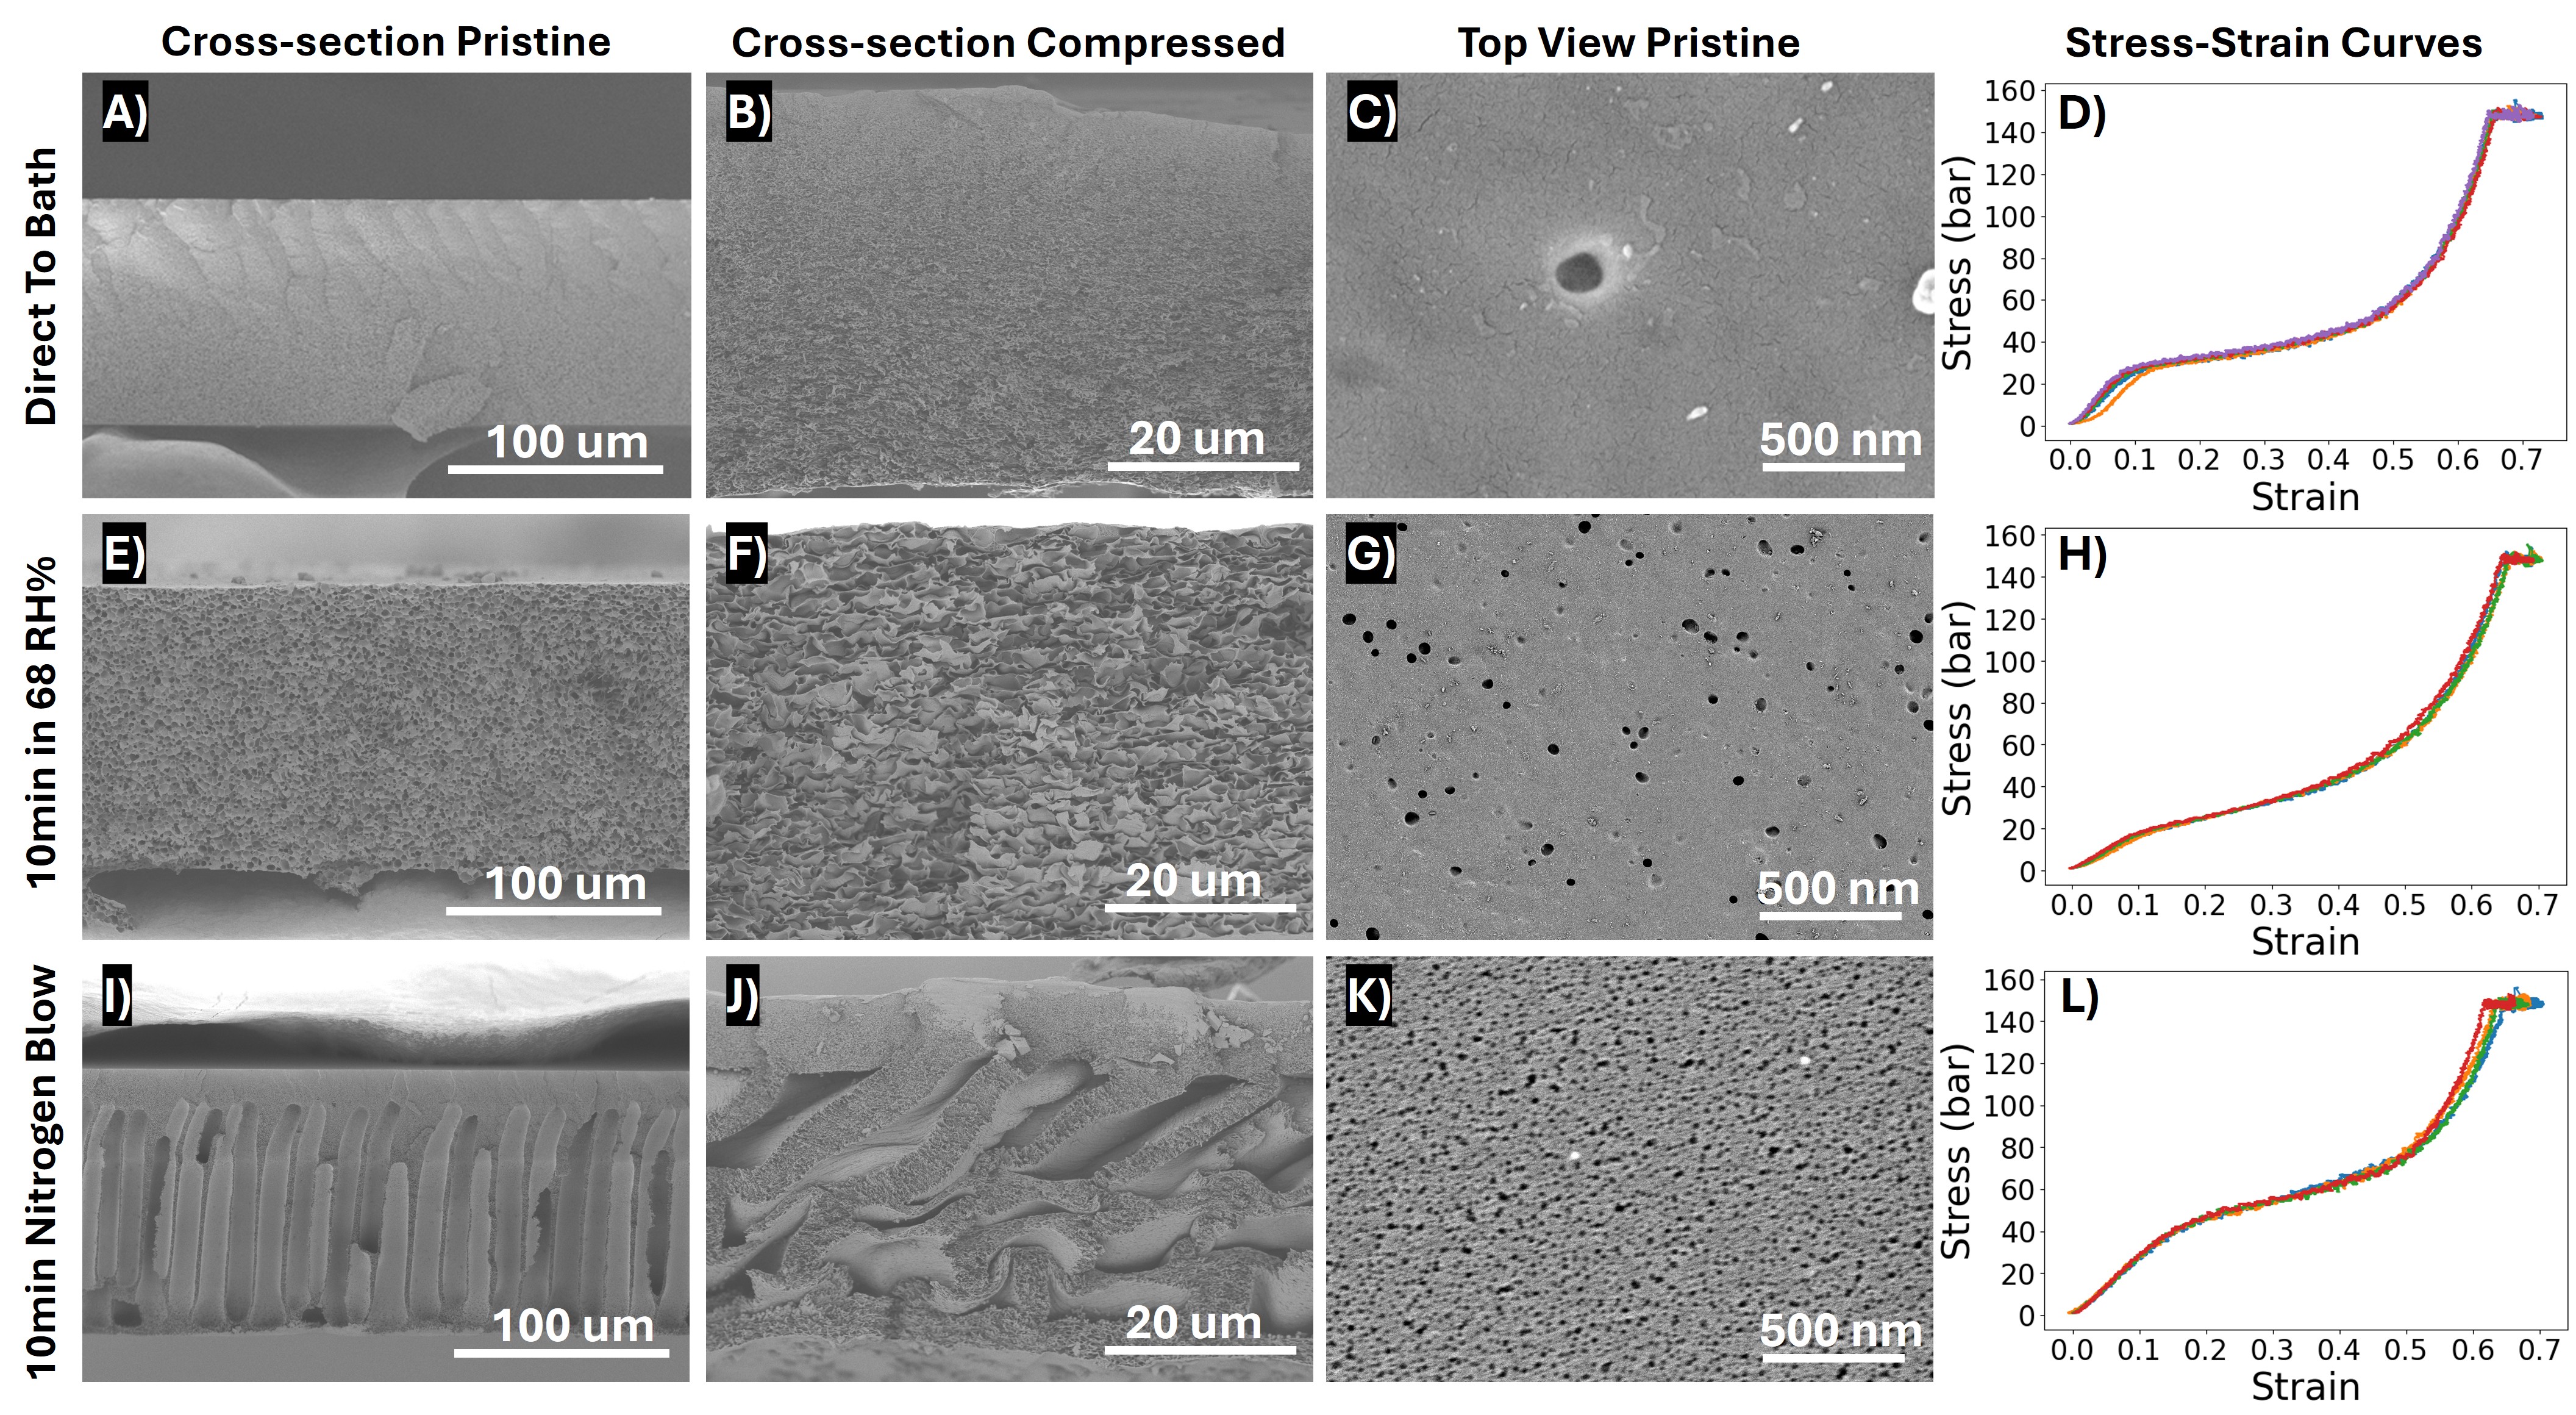 Cross-section Pristine
Cross-section Compressed
Top View Pristine
Stress-Strain Curves
Direct To Bath
A)
100 um
B)
20 um
C)
500 nm
D)
Stress (bar)
160
140
120
100
80
60
40
20
0
0.0 0.1 0.2 0.3 0.4 0.5 0.6 0.7
Strain
10min in 68 RH%
E)
100 um
F)
20 um
G)
500 nm
H)
Stress (bar)
160
140
120
100
80
60
40
20
0
0.0 0.1 0.2 0.3 0.4 0.5 0.6 0.7
Strain
10min Nitrogen Blow
I)
100 um
J)
20 um
K)
500 nm
L)
Stress (bar)
160
140
120
100
80
60
40
20
0
0.0 0.1 0.2 0.3 0.4 0.5 0.6 0.7
Strain